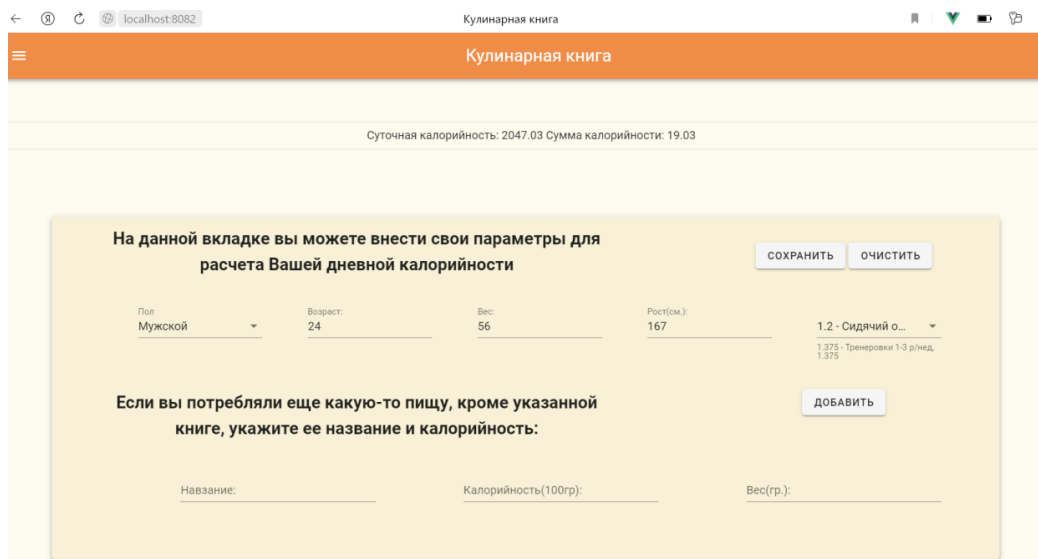 localhost:8082
Кулинарная книга
Кулинарная книга
Суточная калорийность: 2047.03 Сумма калорийности: 19.03
На данной вкладке вы можете внести свои параметры для
расчета Вашей дневной калорийности
СОХРАНИТЬ
ОЧИСТИТЬ
Пол
Возраст:
Вес:
Рост(см.):
Мужской
24
56
167
1.2 - Сидячий о...
1.375 - Тренеровки 1-3 р/нед,
1.375
Если вы потребляли еще какую-то пищу, кроме указанной
книге, укажите ее название и калорийность:
ДОБАВИТЬ
Навзание:
Калорийность(100гр):
Вес(гр.):